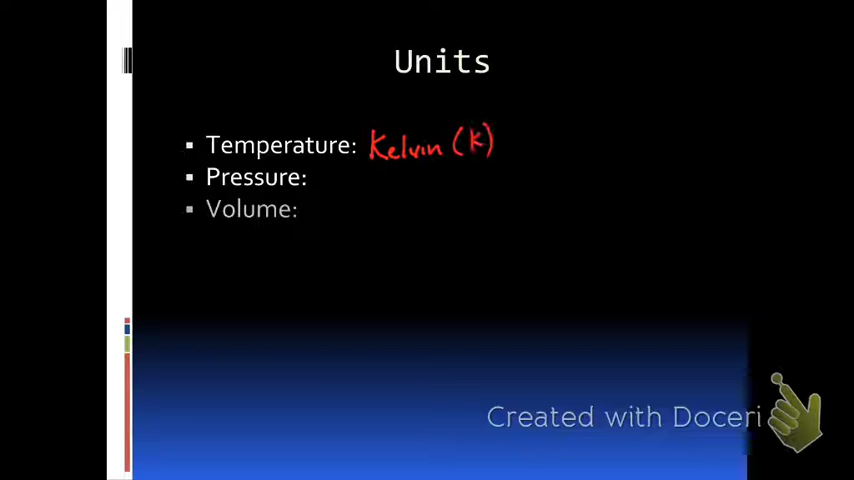 Units
▪ Temperature: Kelvin (K)
▪ Pressure:
▪ Volume:
Created with Doceri